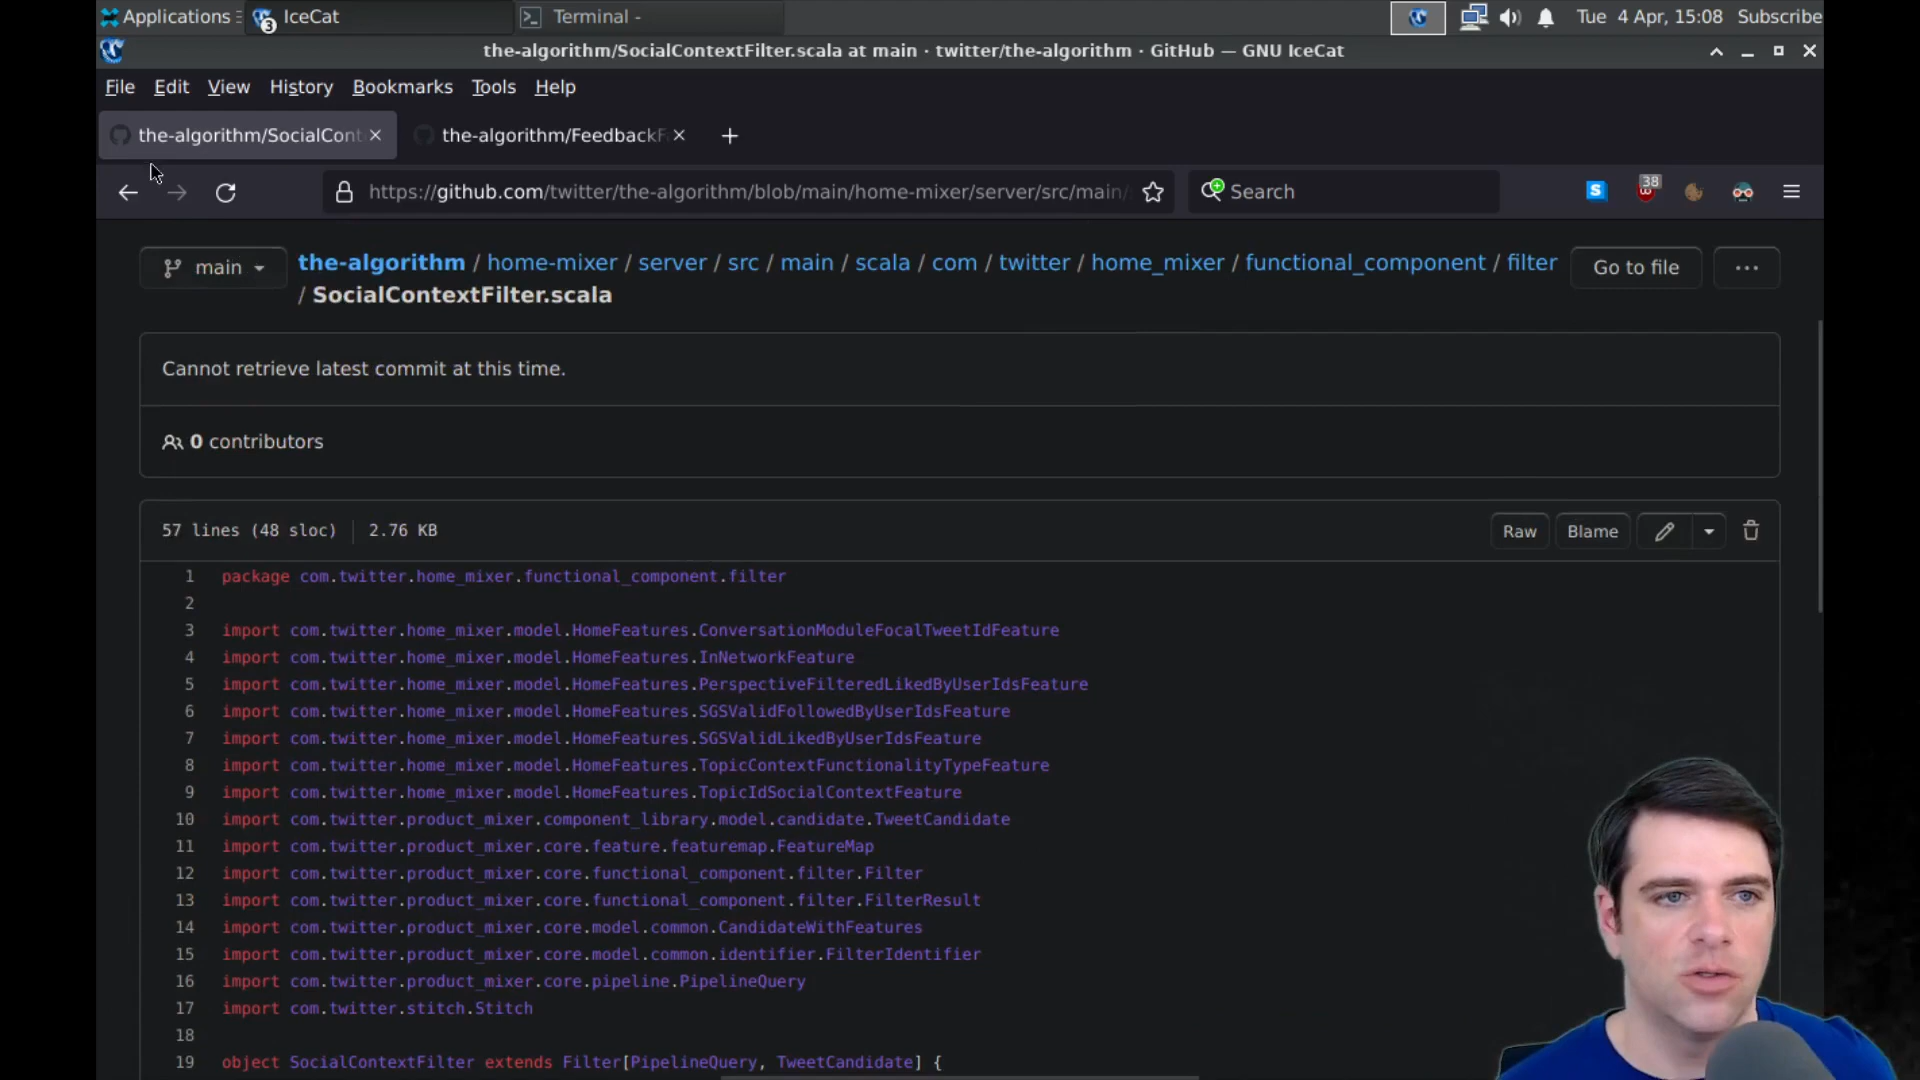 Applications
3 IceCat
Terminal -
Tue 4 Apr, 15:08 Subscribe
the-algorithm/SocialContextFilter.scala at main · twitter/the-algorithm · GitHub — GNU IceCat
File Edit View History Bookmarks Tools Help
the-algorithm/SocialCont
the-algorithm/FeedbackF
https://github.com/twitter/the-algorithm/blob/main/home-mixer/server/src/main/
Search
38
main
the-algorithm / home-mixer / server / src / main / scala / com / twitter / home_mixer / functional_component / filter
/ SocialContextFilter.scala
Go to file
Cannot retrieve latest commit at this time.
0 contributors
57 lines (48 sloc) | 2.76 KB
Raw Blame
1 package com.twitter.home_mixer.functional_component.filter
2
3 import com.twitter.home_mixer.model.HomeFeatures.ConversationModuleFocalTweetIdFeature
4 import com.twitter.home_mixer.model.HomeFeatures.InNetworkFeature
5 import com.twitter.home_mixer.model.HomeFeatures.PerspectiveFilteredLikedByUserIdsFeature
6 import com.twitter.home_mixer.model.HomeFeatures.SGSValidFollowedByUserIdsFeature
7 import com.twitter.home_mixer.model.HomeFeatures.SGSValidLikedByUserIdsFeature
8 import com.twitter.home_mixer.model.HomeFeatures.TopicContextFunctionalityTypeFeature
9 import com.twitter.home_mixer.model.HomeFeatures.TopicIdSocialContextFeature
10 import com.twitter.product_mixer.component_library.model.candidate.TweetCandidate
11 import com.twitter.product_mixer.core.feature.featuremap.FeatureMap
12 import com.twitter.product_mixer.core.functional_component.filter.Filter
13 import com.twitter.product_mixer.core.functional_component.filter.FilterResult
14 import com.twitter.product_mixer.core.model.common.CandidateWithFeatures
15 import com.twitter.product_mixer.core.model.common.identifier.FilterIdentifier
16 import com.twitter.product_mixer.core.pipeline.PipelineQuery
17 import com.twitter.stitch.Stitch
18
19 object SocialContextFilter extends Filter[PipelineQuery, TweetCandidate] {